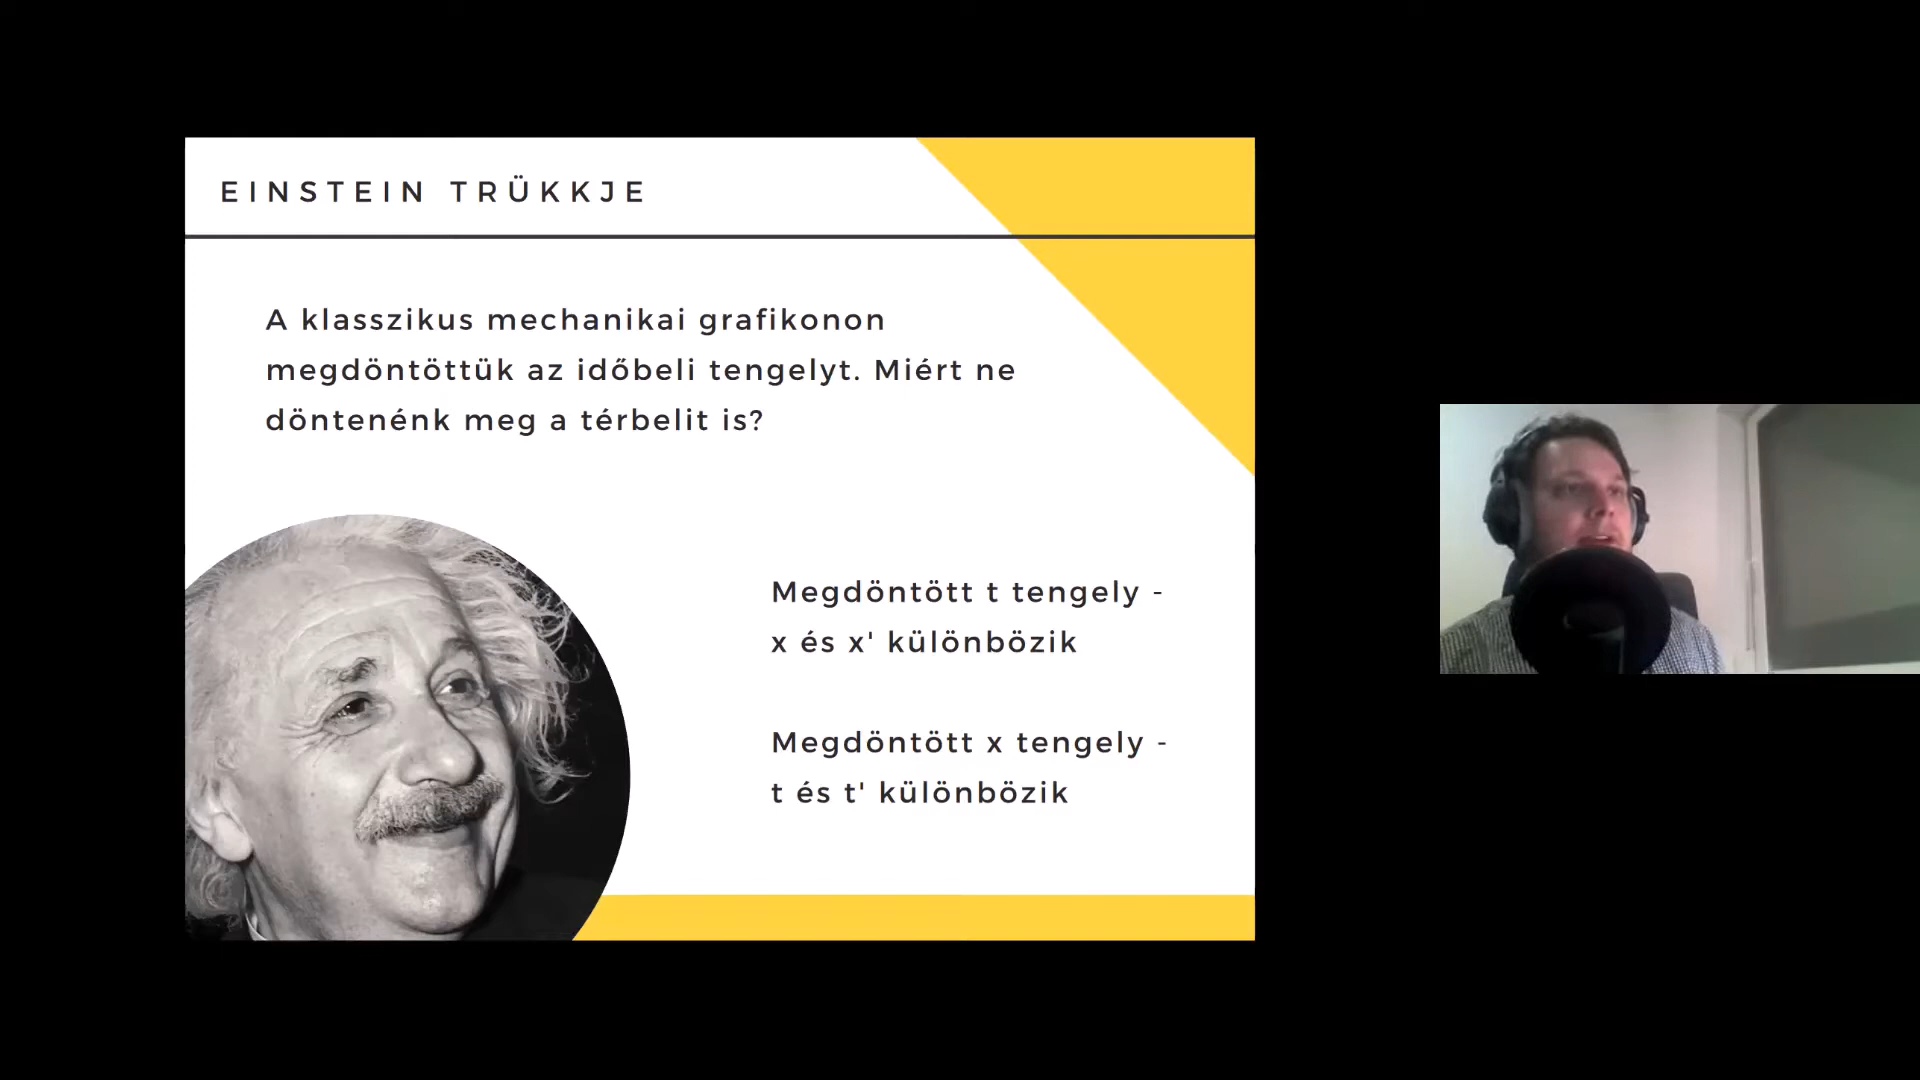 EINSTEIN TRÜKKJE
A klasszikus mechanikai grafikonon
megdöntöttük az időbeli tengelyt. Miért ne
döntenénk meg a térbelit is?
Megdöntött t tengely -
x és x' különbözik
Megdöntött x tengely -
t és t' különbözik